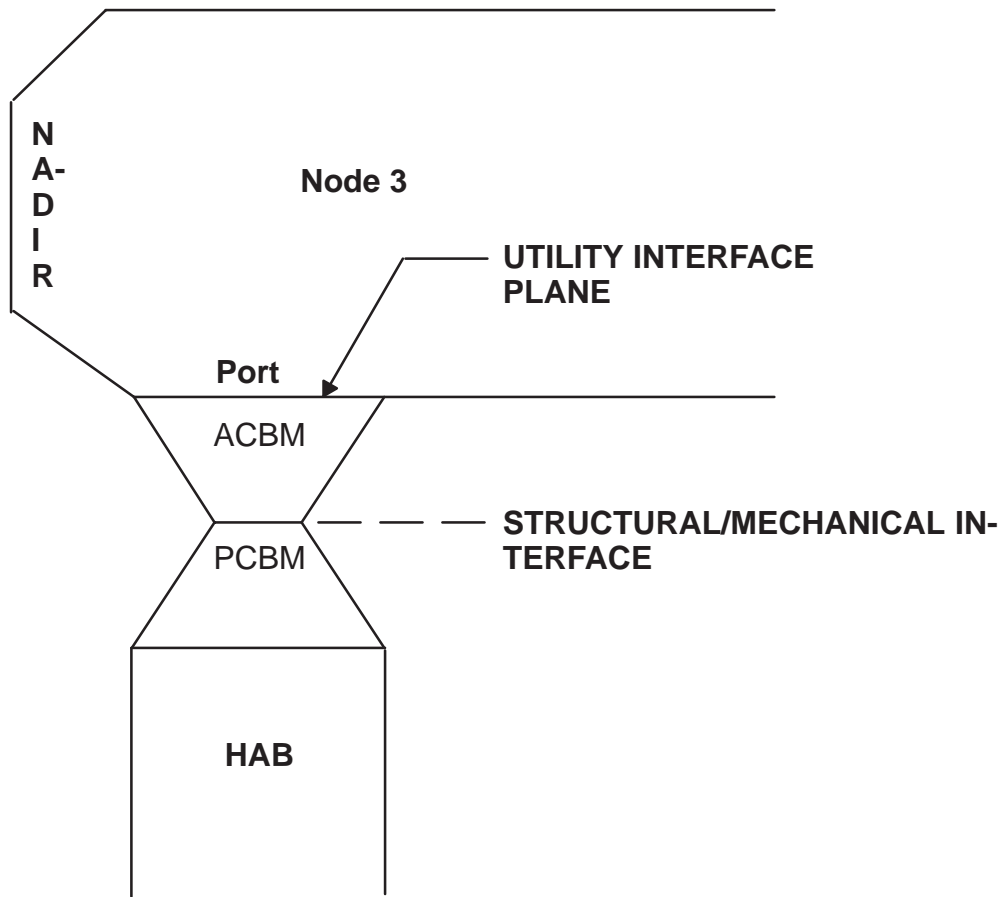 N
A-
D
I
R
Node 3
UTILITY INTERFACE
PLANE
Port
ACBM
STRUCTURAL/MECHANICAL IN-
TERFACE
PCBM
HAB